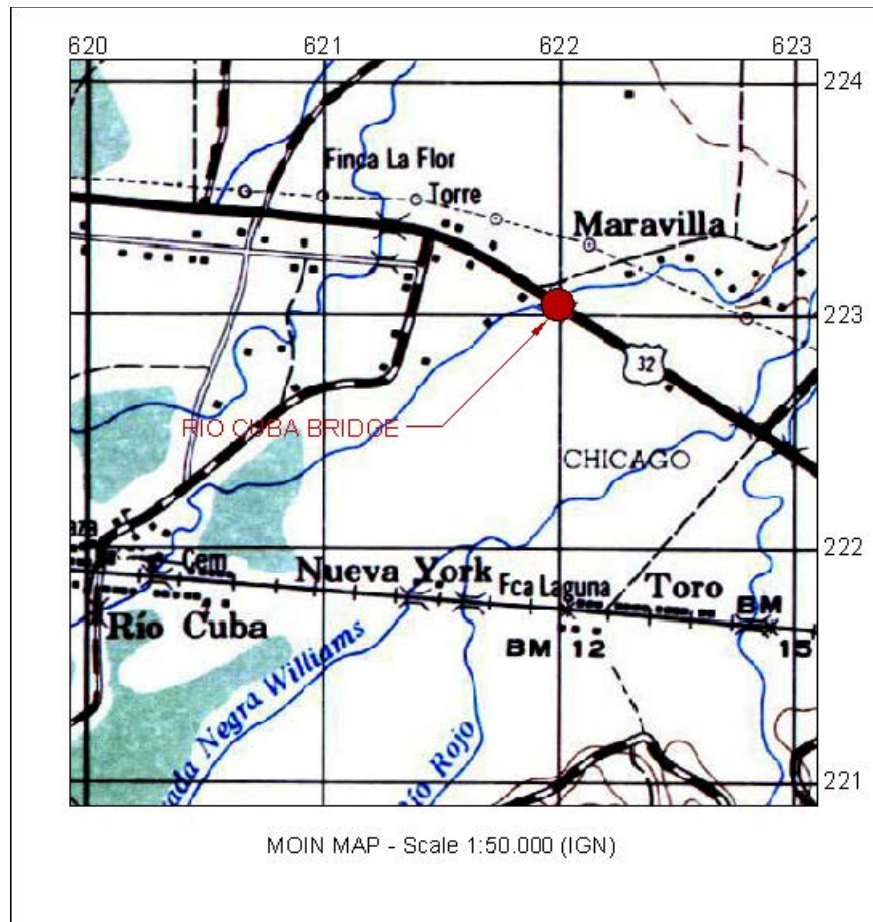 620 621 622 623
224
Finca La Flor
Torre
Maravilla
223
32
RIO CUBA BRIDGE
CHICAGO
222
Cem
Nueva York
Fca Laguna
Toro
BM
Río Cuba
BM 12
15
Negra Williams
Río Rojo
221
MOIN MAP - Scale 1:50.000 (IGN)